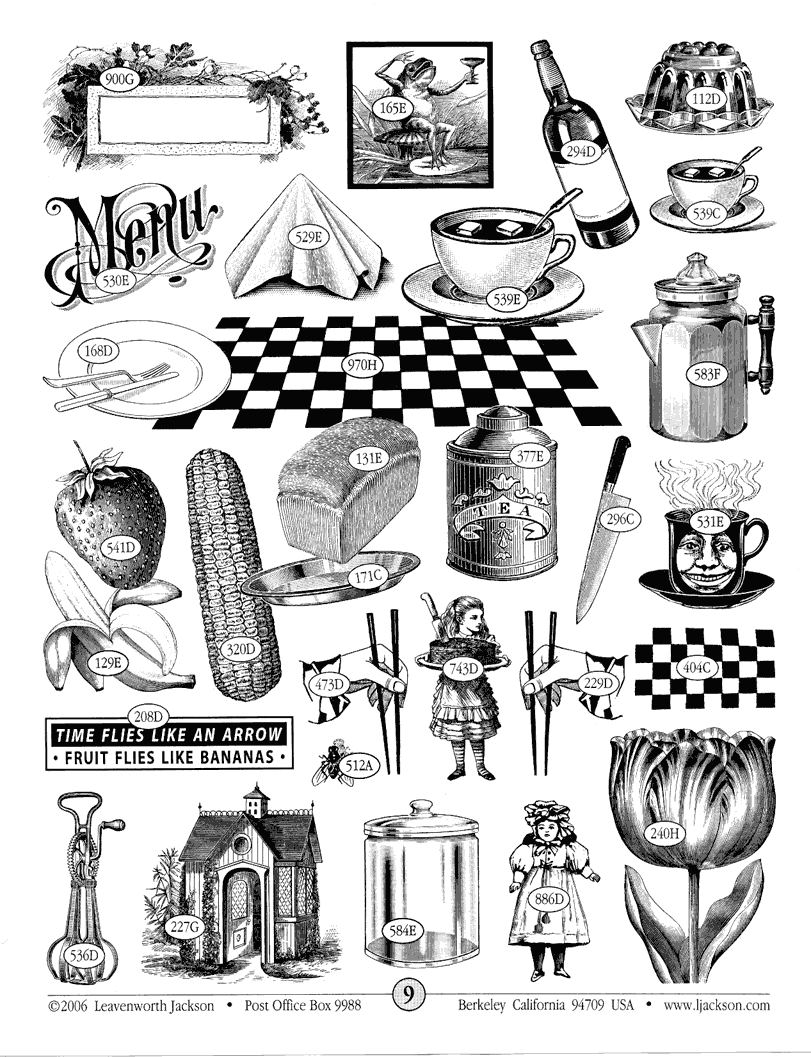 900G
165E
294D
112D
539C
Menu
530E
529E
539E
168D
970H
583F
541D
131E
377E
TEA
296C
531E
171C
129E
320D
473D
743D
229D
404C
208D
TIME FLIES LIKE AN ARROW
• FRUIT FLIES LIKE BANANAS •
512A
240H
536D
227G
584E
886D
9
©2006 Leavenworth Jackson • Post Office Box 9988
Berkeley California 94709 USA • www.ljackson.com